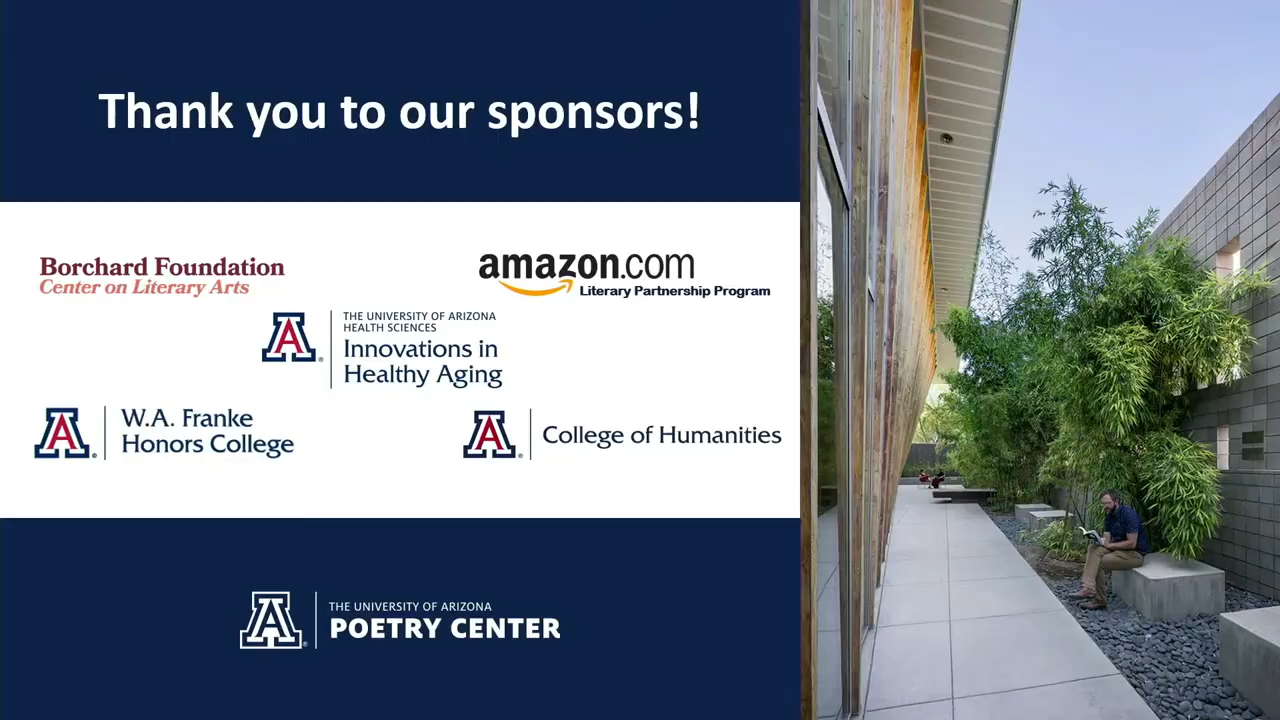 Thank you to our sponsors!
Borchard Foundation
Center on Literary Arts
amazon.com
Literary Partnership Program
THE UNIVERSITY OF ARIZONA
HEALTH SCIENCES
Innovations in
Healthy Aging
A
W.A. Franke
Honors College
A
College of Humanities
A
THE UNIVERSITY OF ARIZONA
POETRY CENTER
A